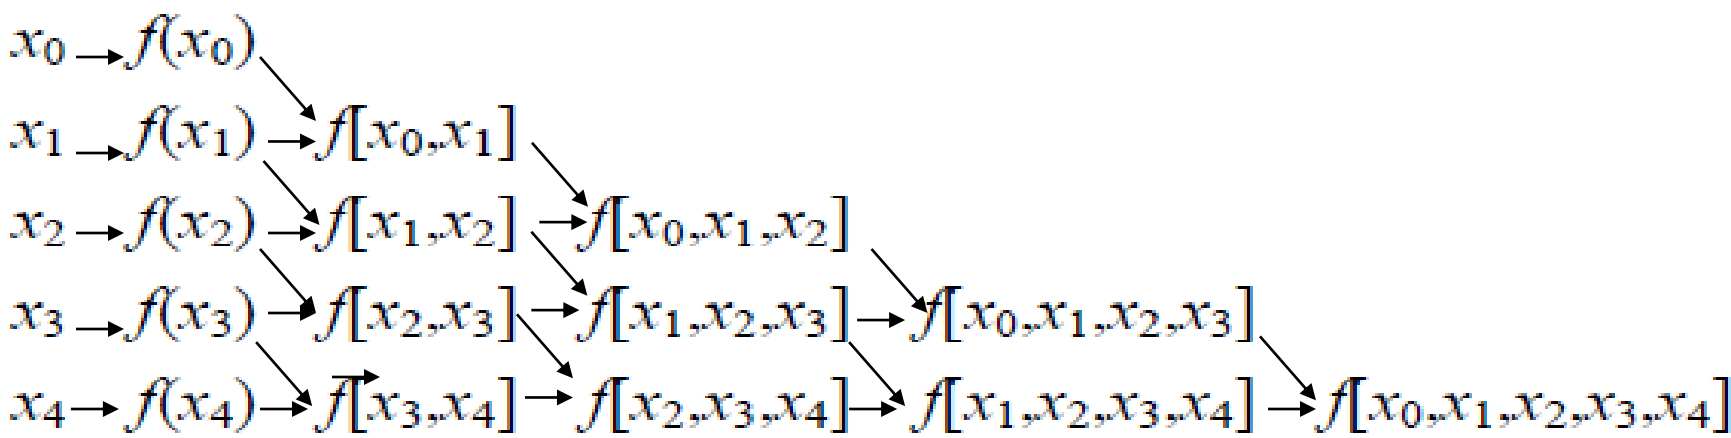 x₀ → f(x₀)
x₁ → f(x₁) → f[x₀,x₁]
x₂ → f(x₂) → f[x₁,x₂] → f[x₀,x₁,x₂]
x₃ → f(x₃) → f[x₂,x₃] → f[x₁,x₂,x₃] → f[x₀,x₁,x₂,x₃]
x₄ → f(x₄) → f[x₃,x₄] → f[x₂,x₃,x₄] → f[x₁,x₂,x₃,x₄] → f[x₀,x₁,x₂,x₃,x₄]